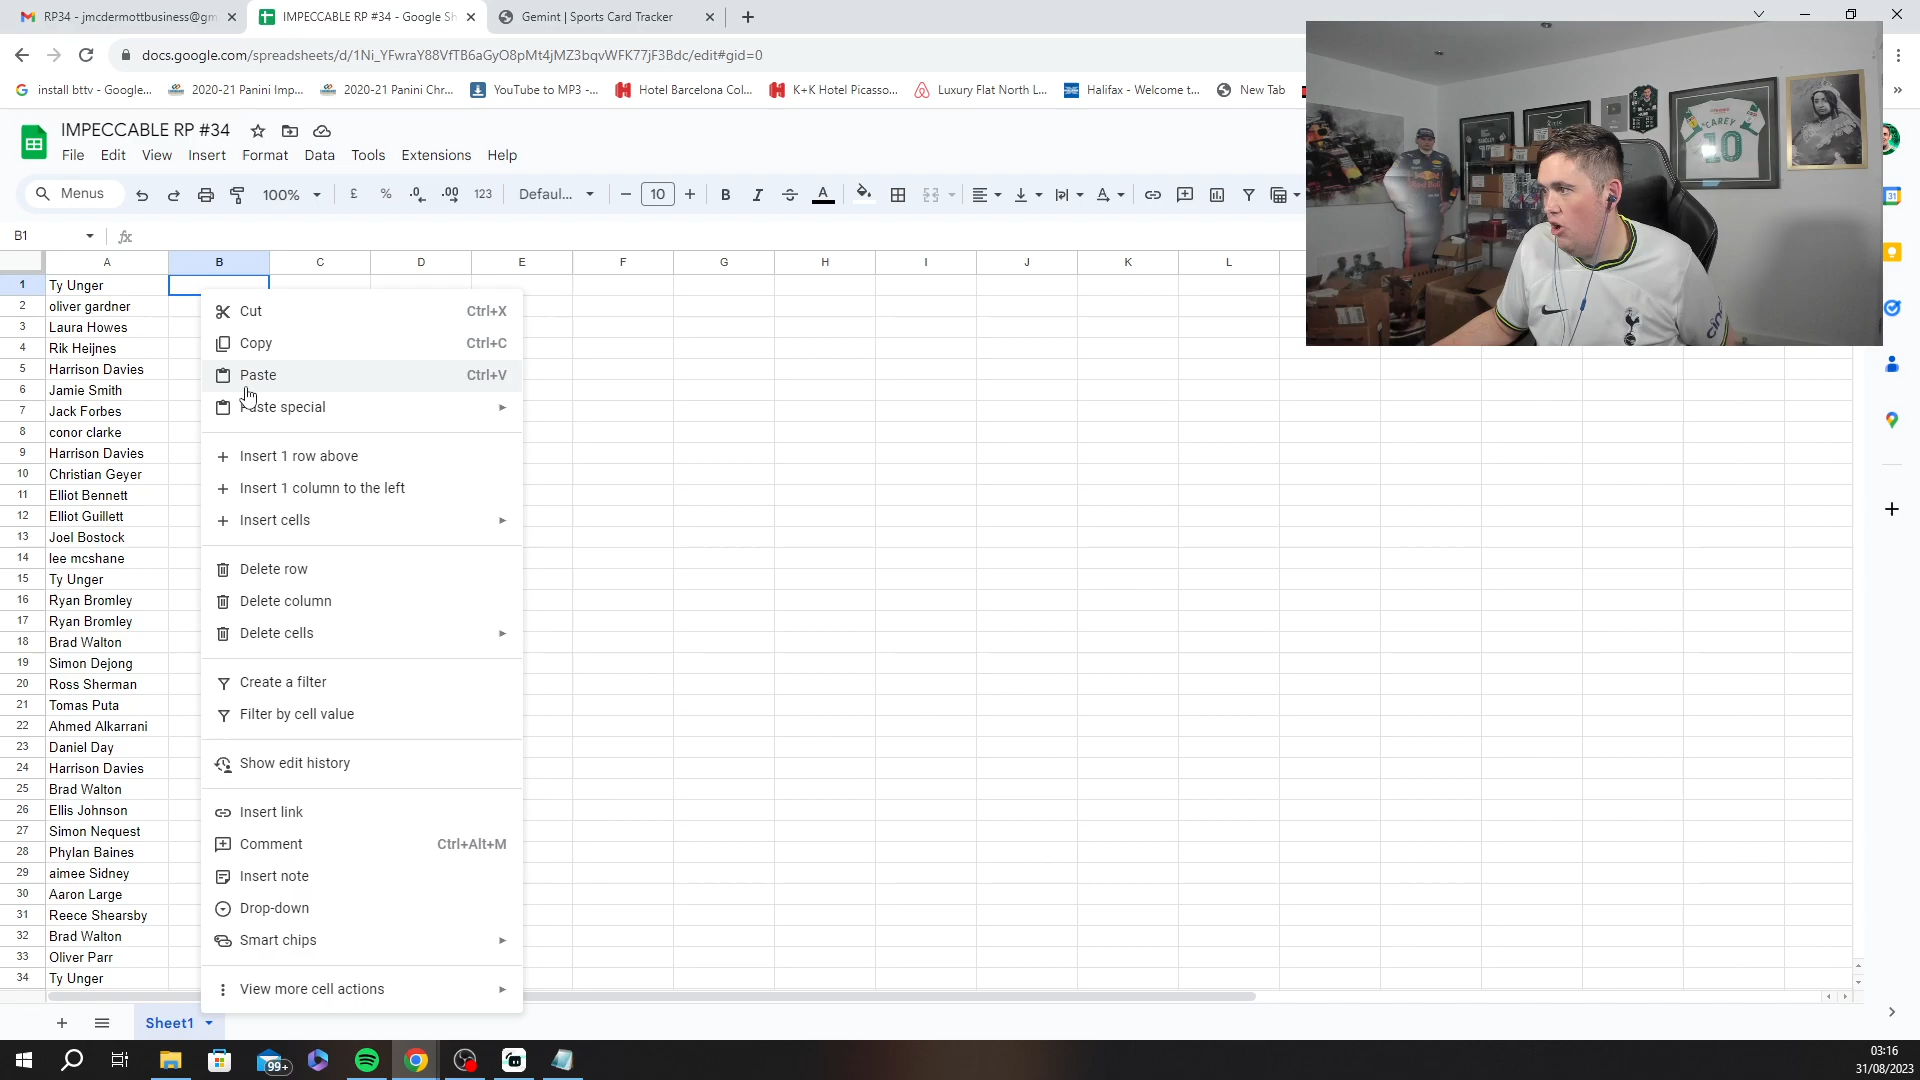 RP34 - jmcdermottbusiness@gm
IMPECCABLE RP #34 - Google Sh
Gemint | Sports Card Tracker
docs.google.com/spreadsheets/d/1Ni_YFwraY88VfTB6aGyO8pMt4jMZ3bqvWFK77jF3Bdc/edit#gid=0
install bttv - Google...
2020-21 Panini Imp...
2020-21 Panini Chr...
YouTube to MP3 -...
Hotel Barcelona Col...
K+K Hotel Picasso...
Luxury Flat North L...
Halifax - Welcome t...
New Tab
IMPECCABLE RP #34
File Edit View Insert Format Data Tools Extensions Help
Menus 100% £ % .0 .00 123 Defaul... 10 B I A
B1 fx
A B C D E F G H I J K L
1 Ty Unger
2 oliver gardner
3 Laura Howes
4 Rik Heijnes
5 Harrison Davies
6 Jamie Smith
7 Jack Forbes
8 conor clarke
9 Harrison Davies
10 Christian Geyer
11 Elliot Bennett
12 Elliot Guillett
13 Joel Bostock
14 lee mcshane
15 Ty Unger
16 Ryan Bromley
17 Ryan Bromley
18 Brad Walton
19 Simon Dejong
20 Ross Sherman
21 Tomas Puta
22 Ahmed Alkarrani
23 Daniel Day
24 Harrison Davies
25 Brad Walton
26 Ellis Johnson
27 Simon Nequest
28 Phylan Baines
29 aimee Sidney
30 Aaron Large
31 Reece Shearsby
32 Brad Walton
33 Oliver Parr
34 Ty Unger
Cut Ctrl+X
Copy Ctrl+C
Paste Ctrl+V
Paste special
Insert 1 row above
Insert 1 column to the left
Insert cells
Delete row
Delete column
Delete cells
Create a filter
Filter by cell value
Show edit history
Insert link
Comment Ctrl+Alt+M
Insert note
Drop-down
Smart chips
View more cell actions
CAREY
10
31
Sheet1
99+
03:16
31/08/2023